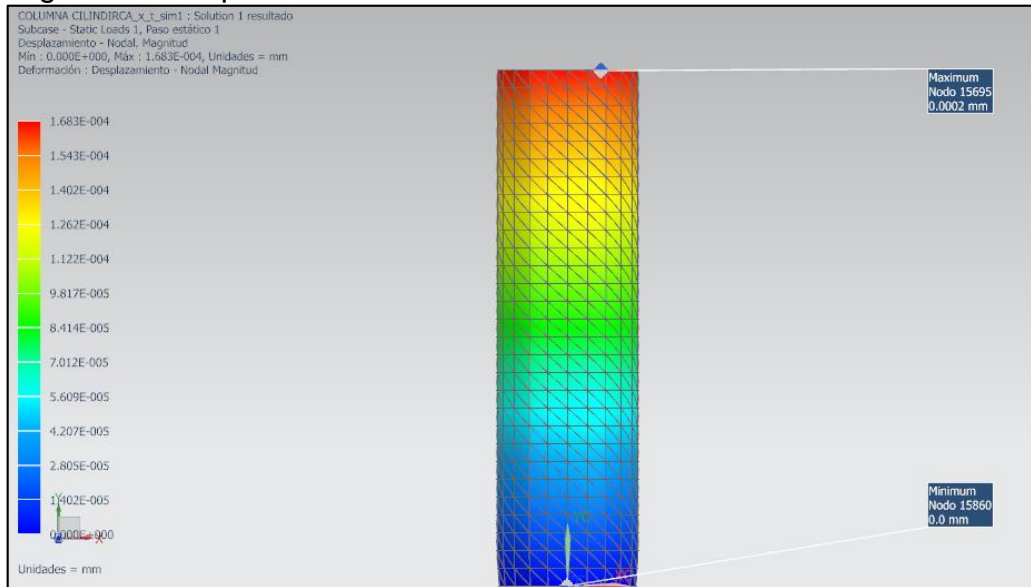 COLUMNA CILINDIRCA_x_t_sim1 : Solution 1 resultado
Subcase - Static Loads 1, Paso estático 1
Desplazamiento - Nodal, Magnitud
Mín : 0.000E+000, Máx : 1.683E-004, Unidades = mm
Deformación : Desplazamiento - Nodal Magnitud
Maximum
Nodo 15695
0.0002 mm
1.683E-004
1.543E-004
1.402E-004
1.262E-004
1.122E-004
9.817E-005
8.414E-005
7.012E-005
5.609E-005
4.207E-005
2.805E-005
1.402E-005
0.000E+000
Y
X
Unidades = mm
YC
XC
Minimum
Nodo 15860
0.0 mm